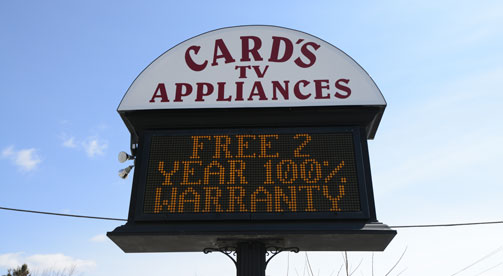 CARD'S
TV
APPLIANCES
FREE 2
YEAR 100%
WARRANTY